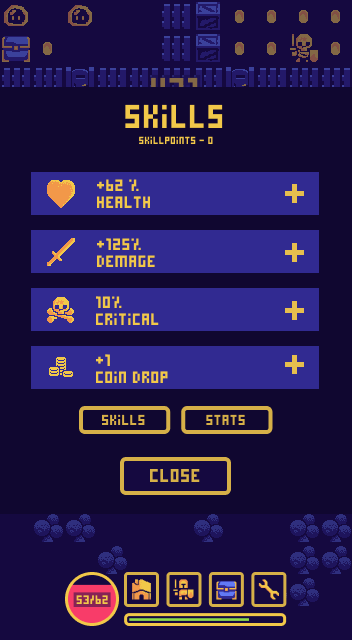 SKiLLS
SKiLLPOiNTS - 0
+62 %
HEALTH
+125%
DEMAGE
10%
CRiTiCAL
+1
COiN DROP
SKiLLS
STATS
CLOSE
53/62